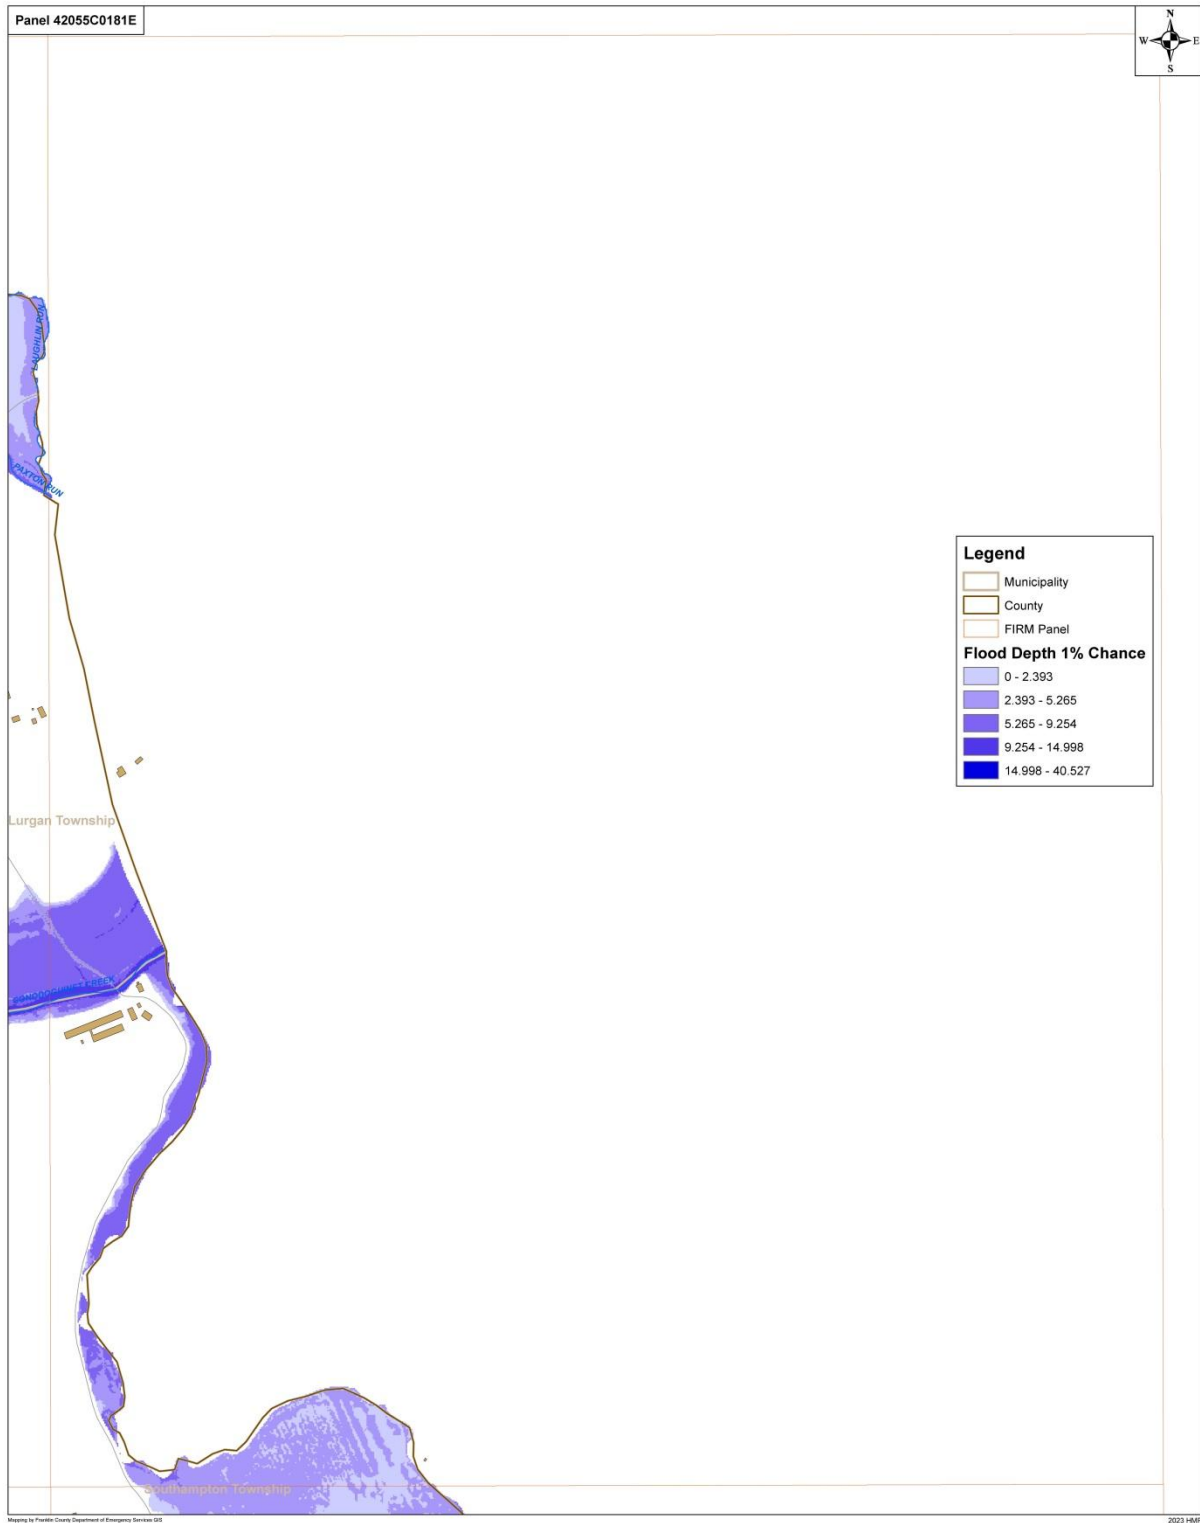 Panel 42055C0181E
N
W E
S
LAUGHLIN RUN
PAXTON RUN
Legend
Municipality
County
FIRM Panel
Flood Depth 1% Chance
0 - 2.393
2.393 - 5.265
5.265 - 9.254
9.254 - 14.998
14.998 - 40.527
Lurgan Township
CREEK
Southampton Township
Mapping by Franklin County Department of Emergency Services GIS
2023 HMP